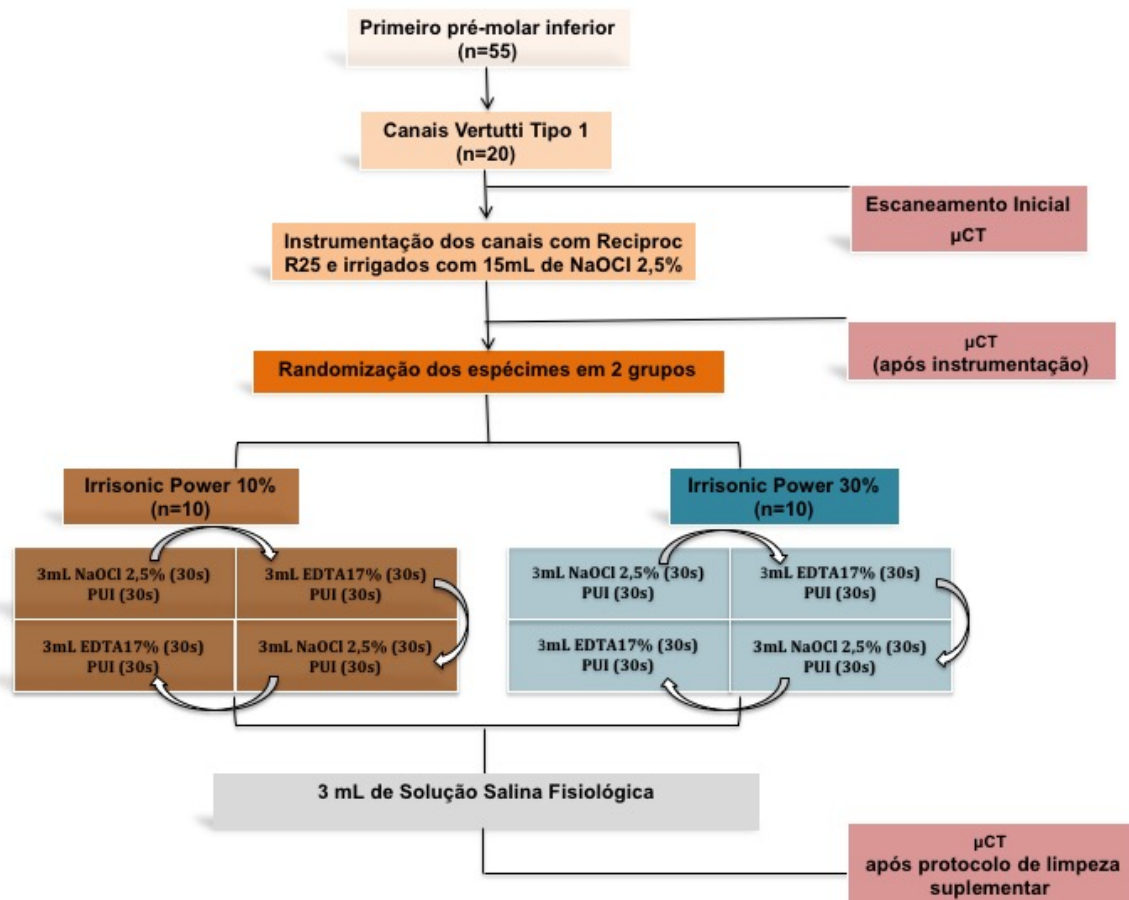 Primeiro pré-molar inferior
(n=55)
Canais Vertutti Tipo 1
(n=20)
Escaneamento Inicial
µCT
Instrumentação dos canais com Reciproc
R25 e irrigados com 15mL de NaOCl 2,5%
µCT
(após instrumentação)
Randomização dos espécimes em 2 grupos
Irrisonic Power 10%
(n=10)
Irrisonic Power 30%
(n=10)
3mL NaOCl 2,5% (30s)
PUI (30s)
3mL EDTA17% (30s)
PUI (30s)
3mL EDTA17% (30s)
PUI (30s)
3mL NaOCl 2,5% (30s)
PUI (30s)
3mL NaOCl 2,5% (30s)
PUI (30s)
3mL EDTA17% (30s)
PUI (30s)
3mL EDTA17% (30s)
PUI (30s)
3mL NaOCl 2,5% (30s)
PUI (30s)
3 mL de Solução Salina Fisiológica
µCT
após protocolo de limpeza
suplementar